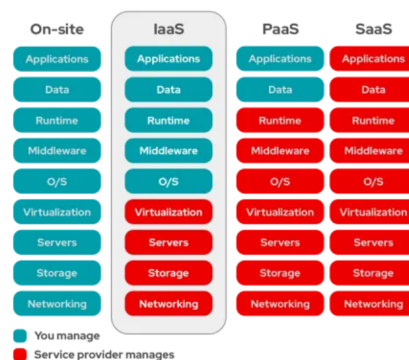 On-site IaaS PaaS SaaS
Applications Applications Applications Applications
Data Data Data Data
Runtime Runtime Runtime Runtime
Middleware Middleware Middleware Middleware
O/S O/S O/S O/S
Virtualization Virtualization Virtualization Virtualization
Servers Servers Servers Servers
Storage Storage Storage Storage
Networking Networking Networking Networking
You manage
Service provider manages